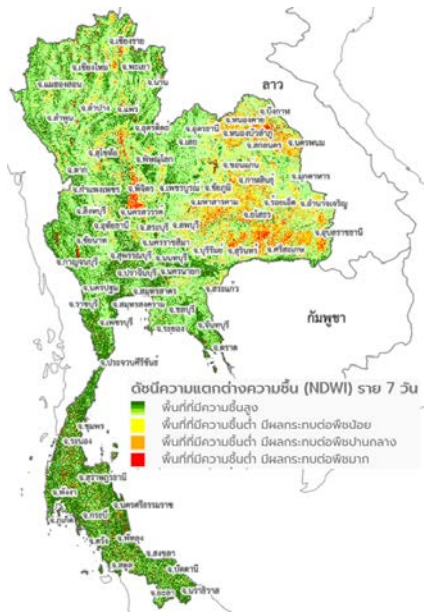 จ.เชียงราย
จ.เชียงใหม่
จ.พะเยา
จ.แม่ฮ่องสอน
จ.น่าน
จ.ลำปาง
จ.แพร่
จ.ลำพูน
ลาว
จ.บึงกาฬ
จ.หนองคาย
จ.อุตรดิตถ์
จ.อุดรธานี
จ.หนองบัวลำภู
จ.เลย
จ.สกลนคร
จ.นครพนม
จ.สุโขทัย
จ.พิษณุโลก
จ.ตาก
จ.ขอนแก่น
จ.กาฬสินธุ์
จ.มุกดาหาร
จ.กำแพงเพชร
จ.พิจิตร
จ.เพชรบูรณ์
จ.ชัยภูมิ
จ.มหาสารคาม
จ.ร้อยเอ็ด
จ.อำนาจเจริญ
จ.สิงห์บุรี
จ.นครสวรรค์
จ.ยโสธร
จ.อุทัยธานี
จ.สระบุรี
จ.ลพบุรี
จ.อุบลราชธานี
จ.ชัยนาท
จ.นครราชสีมา
จ.บุรีรัมย์
จ.สุรินทร์
จ.ศรีสะเกษ
จ.กาญจนบุรี
จ.สุพรรณบุรี
จ.นนทบุรี
จ.ปราจีนบุรี
จ.นครนายก
จ.นครปฐม
จ.สมุทรสาคร
จ.สระแก้ว
จ.ราชบุรี
จ.สมุทรสงคราม
จ.ชลบุรี
จ.เพชรบุรี
จ.ระยอง
จ.จันทบุรี
จ.ตราด
กัมพูชา
จ.ประจวบคีรีขันธ์
ดัชนีความแตกต่างความชื้น (NDWI) ราย 7 วัน
พื้นที่ที่มีความชื้นสูง
พื้นที่ที่มีความชื้นต่ำ มีผลกระทบต่อพืชน้อย
พื้นที่ที่มีความชื้นต่ำ มีผลกระทบต่อพืชปานกลาง
พื้นที่ที่มีความชื้นต่ำ มีผลกระทบต่อพืชมาก
จ.ชุมพร
จ.ระนอง
จ.สุราษฎร์ธานี
จ.พังงา
จ.นครศรีธรรมราช
จ.กระบี่
จ.ภูเก็ต
จ.ตรัง
จ.พัทลุง
จ.สงขลา
จ.สตูล
จ.ปัตตานี
จ.ยะลา
จ.นราธิวาส